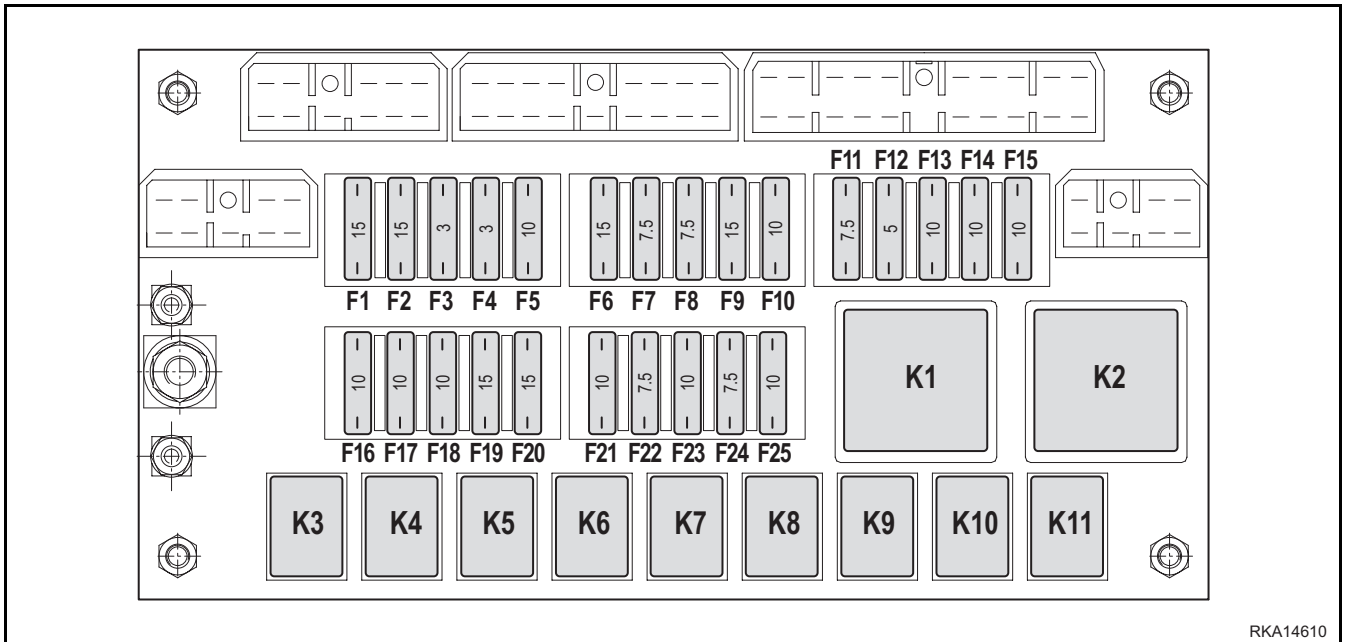 F11 F12 F13 F14 F15
15 15 3 3 10 15 7.5 7.5 15 10 7.5 5 10 10 10
F1 F2 F3 F4 F5 F6 F7 F8 F9 F10
K1 K2
10 10 10 15 15 10 7.5 10 7.5 10
F16 F17 F18 F19 F20 F21 F22 F23 F24 F25
K3 K4 K5 K6 K7 K8 K9 K10 K11
RKA14610